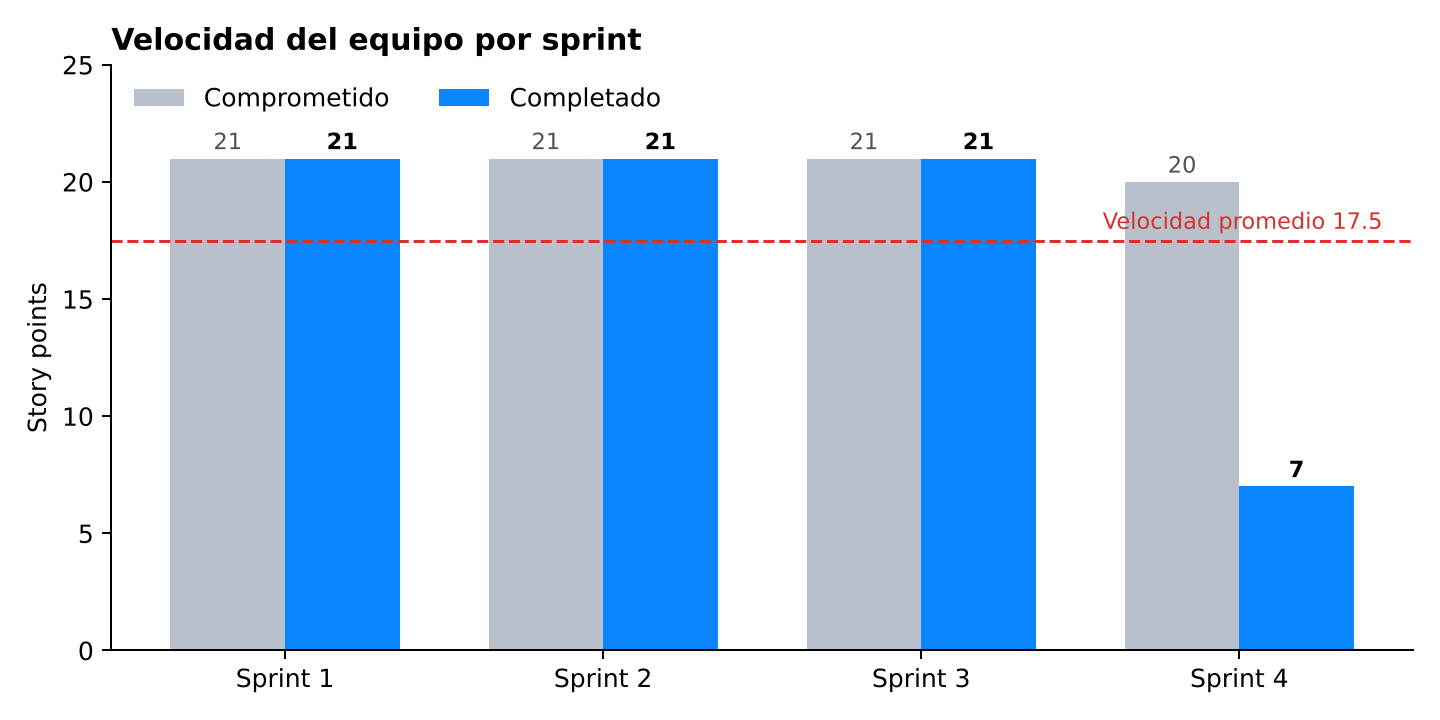 Velocidad del equipo por sprint
25
Comprometido Completado
21 21 21 21 21 21
20
20
Velocidad promedio 17.5
15
Story points
10
7
5
0
Sprint 1 Sprint 2 Sprint 3 Sprint 4